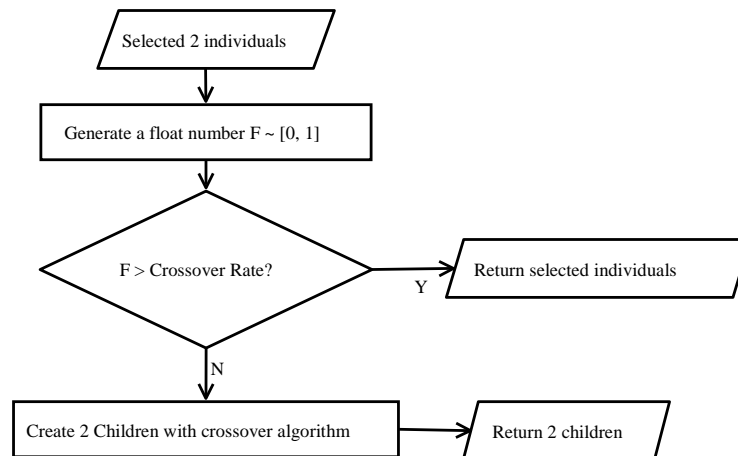 Selected 2 individuals
Generate a float number F ~ [0, 1]
F > Crossover Rate?
Return selected individuals
Y
N
Create 2 Children with crossover algorithm
Return 2 children